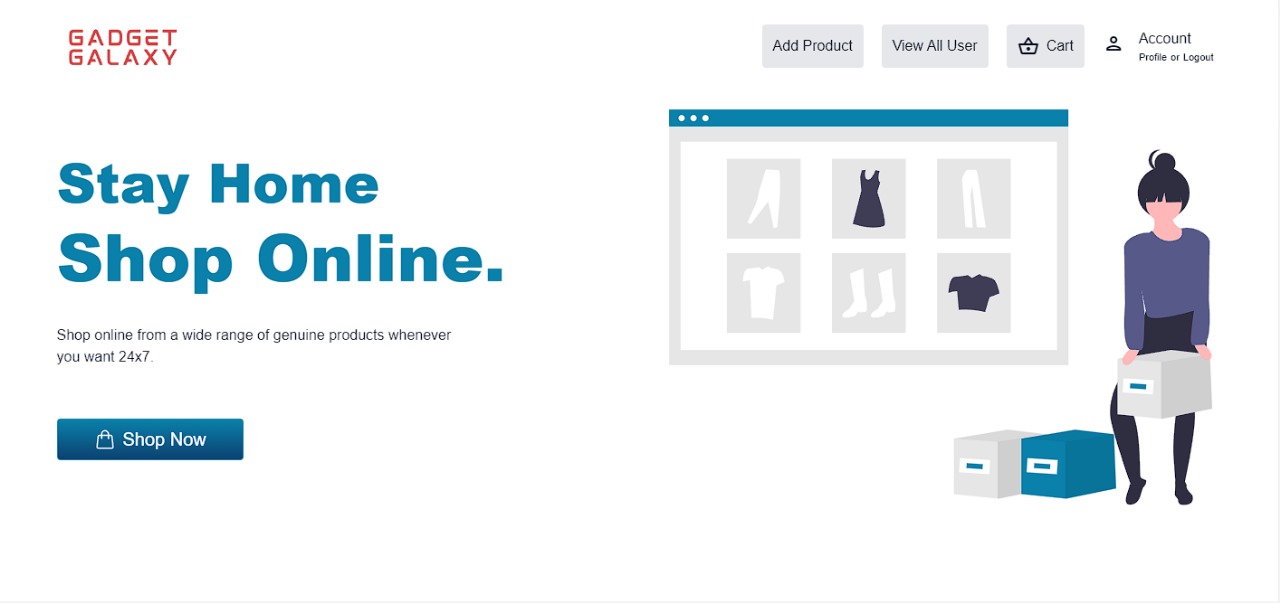 GADGET
GALAXY
Add Product
View All User
Cart
Account
Profile or Logout
Stay Home
Shop Online.
Shop online from a wide range of genuine products whenever
you want 24x7.
Shop Now